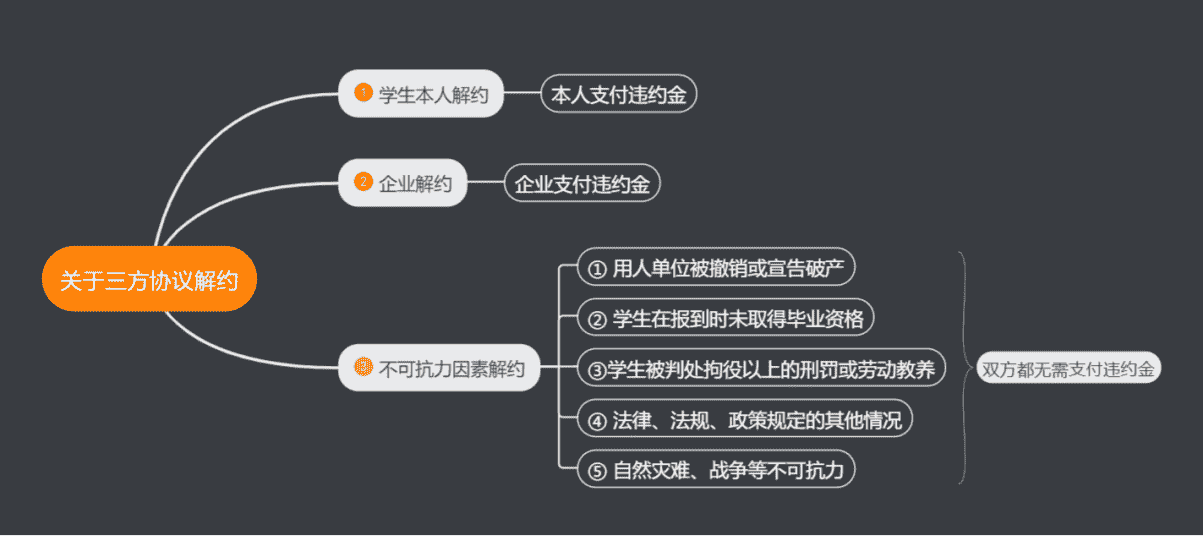 关于三方协议解约
1 学生本人解约
本人支付违约金
2 企业解约
企业支付违约金
3 不可抗力因素解约
① 用人单位被撤销或宣告破产
② 学生在报到时未取得毕业资格
③学生被判处拘役以上的刑罚或劳动教养
④ 法律、法规、政策规定的其他情况
⑤ 自然灾难、战争等不可抗力
双方都无需支付违约金